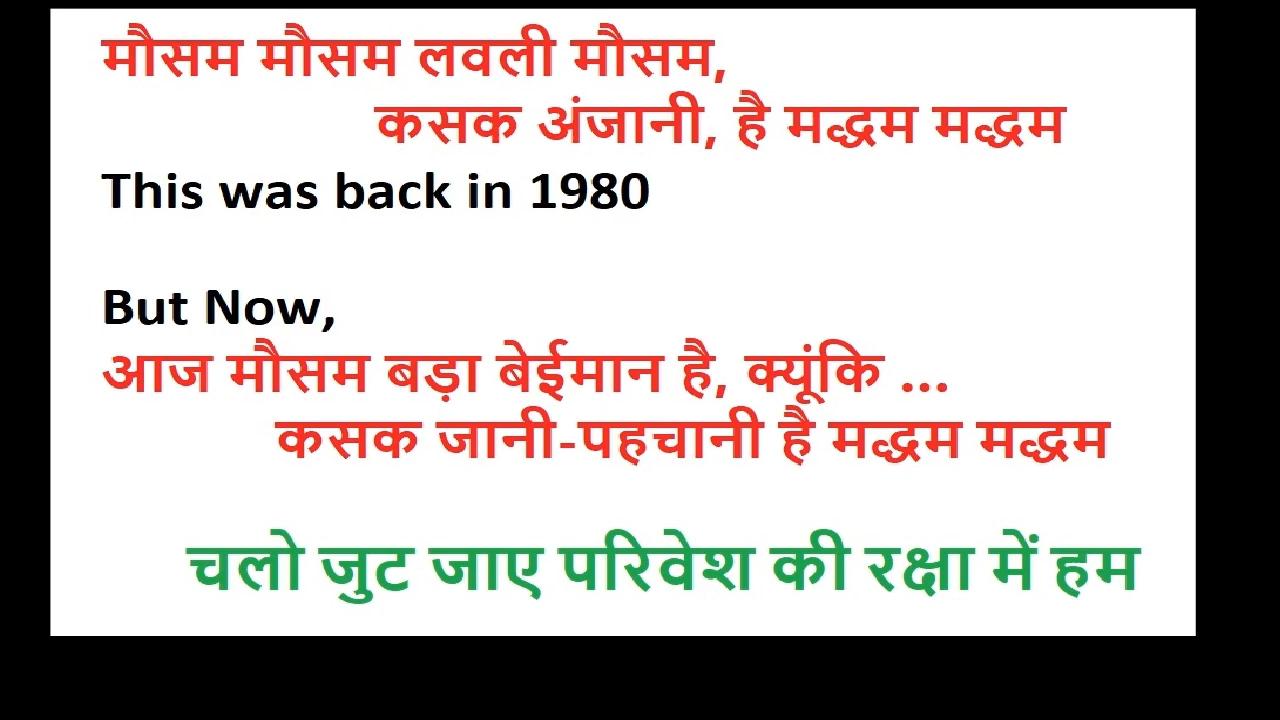 मौसम मौसम लवली मौसम,
कसक अंजानी, है मद्धम मद्धम
This was back in 1980
But Now,
आज मौसम बड़ा बेईमान है, क्यूंकि ...
कसक जानी-पहचानी है मद्धम मद्धम
चलो जुट जाए परिवेश की रक्षा में हम